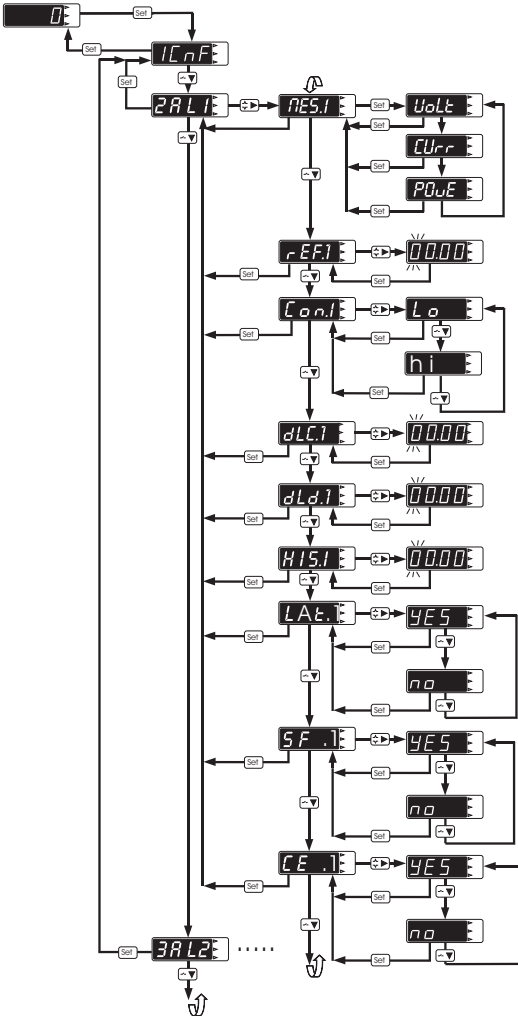 0
Set
Set
1CnF
Set
2AL1
MES.1
Set
VoLt
Set
CUrr
Set
POvE
Set
rEF.1
00.00
Set
Set
Con.1
Lo
Set
Set
hi
Set
dLC.1
00.00
Set
Set
dLd.1
00.00
Set
Set
HIS.1
00.00
Set
Set
LAt.1
YES
Set
Set
no
Set
SF .1
YES
Set
Set
no
Set
CE .1
YES
Set
Set
no
Set
3AL2
Set
.....